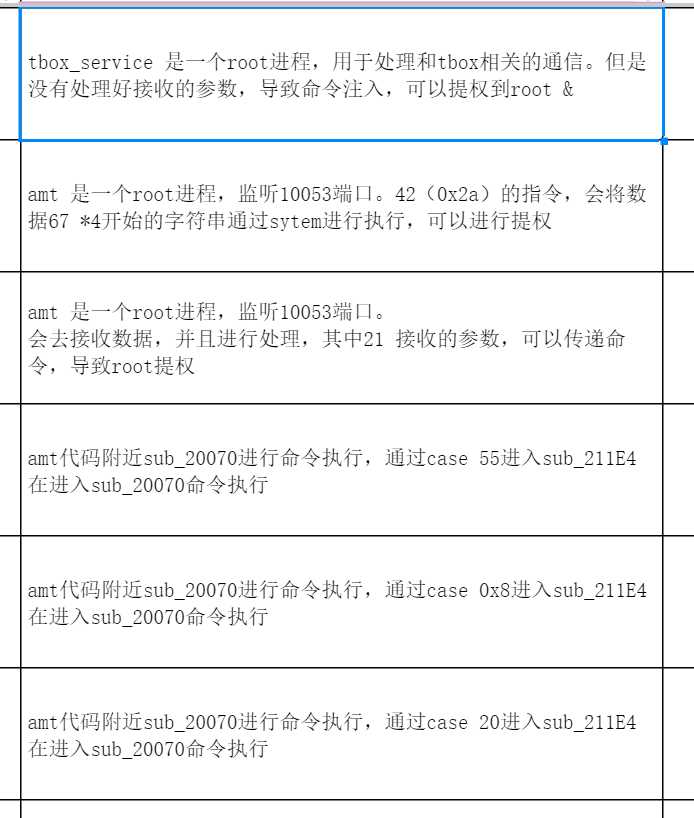 tbox_service 是一个root进程，用于处理和tbox相关的通信。但是
没有处理好接收的参数，导致命令注入，可以提权到root &
amt 是一个root进程，监听10053端口。42（0x2a）的指令，会将数
据67 *4开始的字符串通过sytem进行执行，可以进行提权
amt 是一个root进程，监听10053端口。
会去接收数据，并且进行处理，其中21 接收的参数，可以传递命
令，导致root提权
amt代码附近sub_20070进行命令执行，通过case 55进入sub_211E4
在进入sub_20070命令执行
amt代码附近sub_20070进行命令执行，通过case 0x8进入sub_211E4
在进入sub_20070命令执行
amt代码附近sub_20070进行命令执行，通过case 20进入sub_211E4
在进入sub_20070命令执行